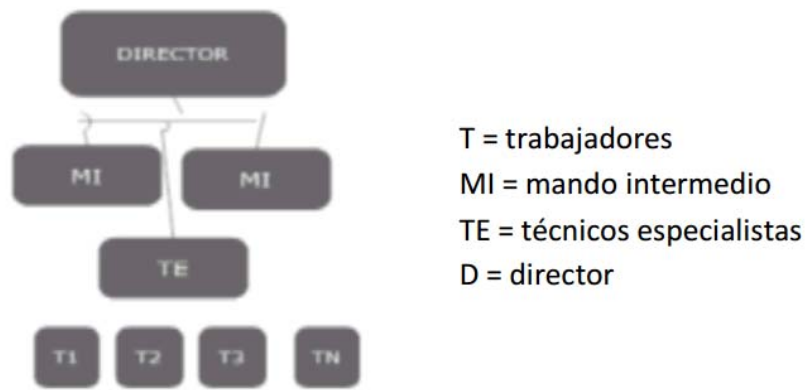 DIRECTOR
MI
MI
TE
T1 T2 T3 TN
T = trabajadores
MI = mando intermedio
TE = técnicos especialistas
D = director